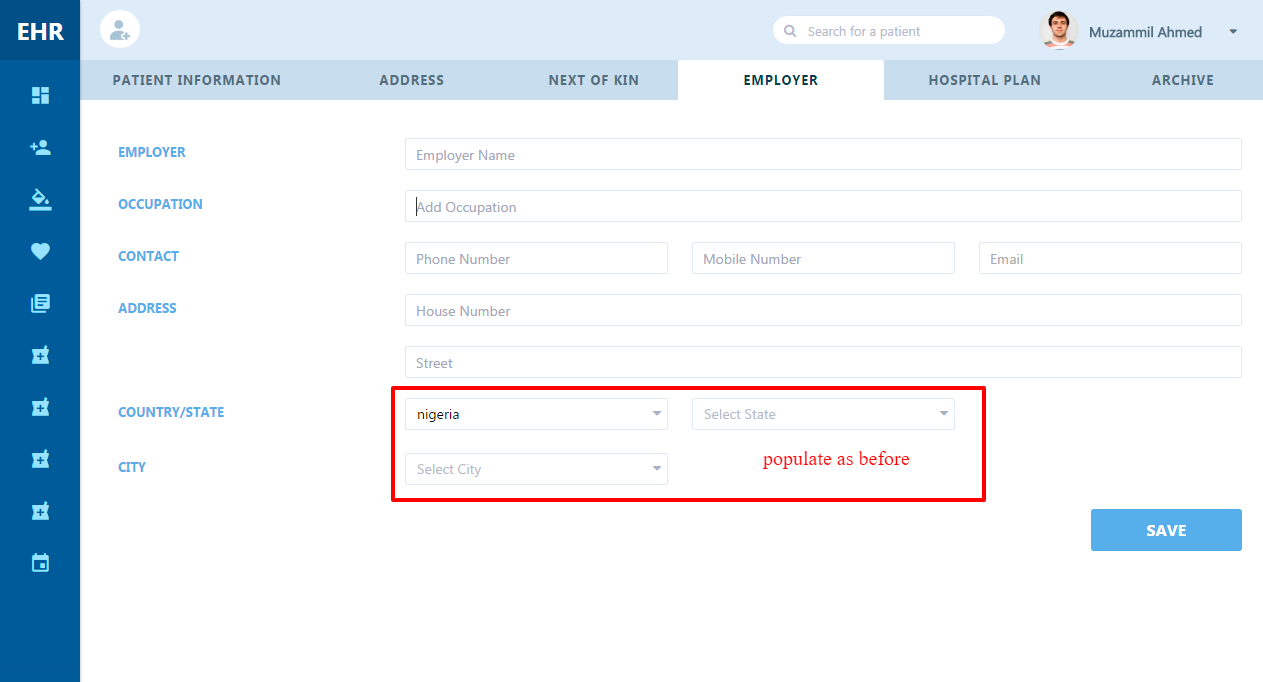 EHR
Search for a patient
Muzammil Ahmed
PATIENT INFORMATION ADDRESS NEXT OF KIN EMPLOYER HOSPITAL PLAN ARCHIVE
EMPLOYER Employer Name
OCCUPATION Add Occupation
CONTACT Phone Number Mobile Number Email
ADDRESS House Number
Street
COUNTRY/STATE nigeria Select State
populate as before
CITY Select City
SAVE